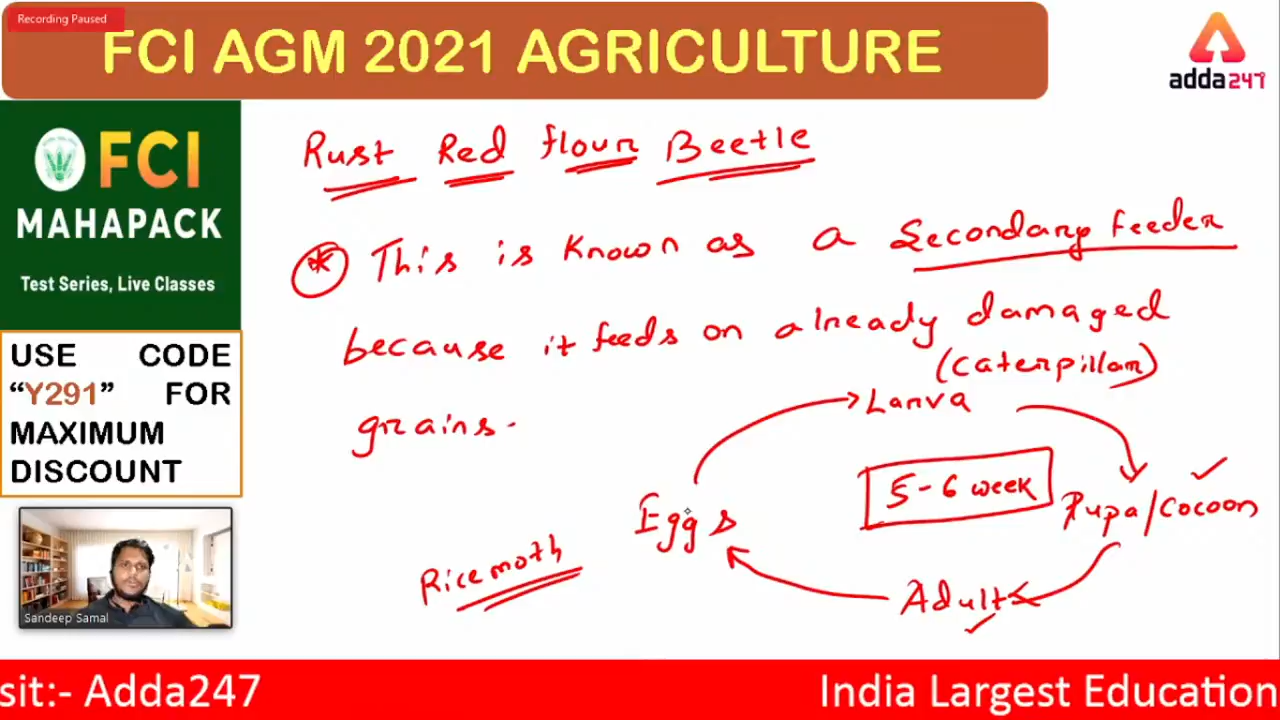 Recording Paused
FCI AGM 2021 AGRICULTURE
adda247
FCI
MAHAPACK
Test Series, Live Classes
USE CODE
“Y291” FOR
MAXIMUM
DISCOUNT
Sandeep Samal
Rust Red flour Beetle
* This is known as a Secondary feeder
because it feeds on already damaged
grains.
(caterpillar)
Larva
5-6 week
Eggs
Pupa/Cocoon
Rice moth
Adult
sit:- Adda247
India Largest Education